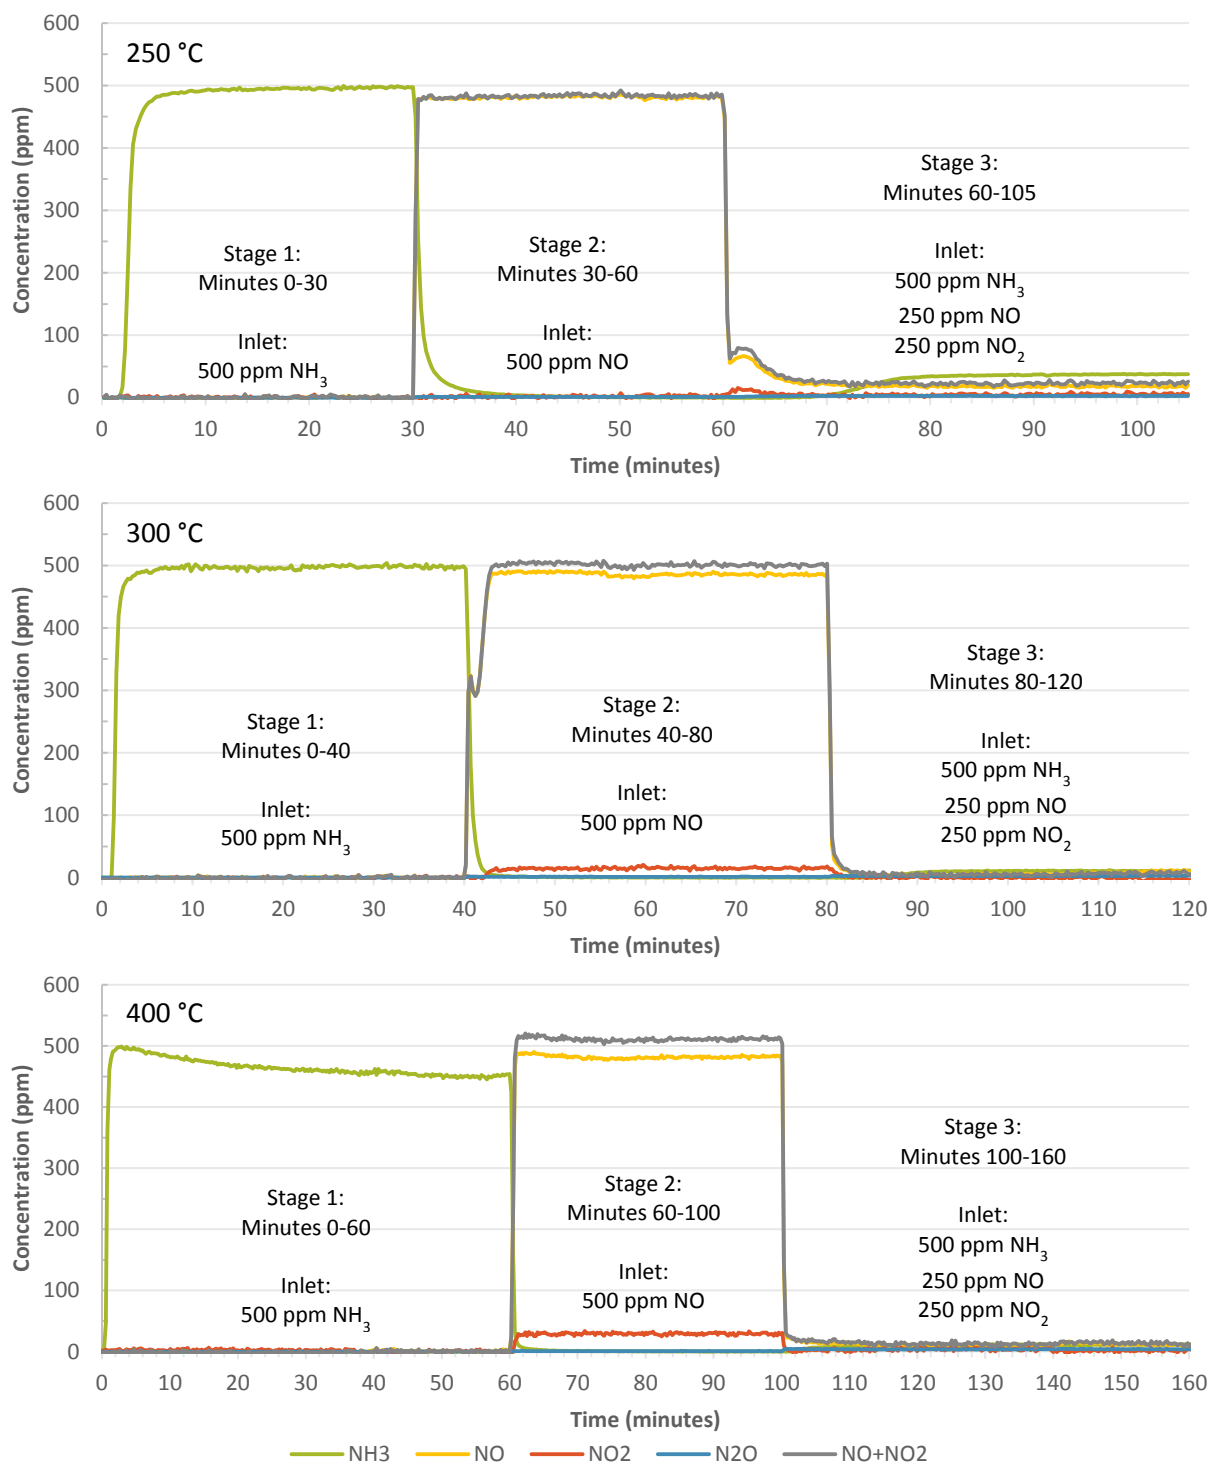 250 °C
Concentration (ppm)
600
500
400
300
200
100
0
Stage 1:
Minutes 0-30
Inlet:
500 ppm NH3
Stage 2:
Minutes 30-60
Inlet:
500 ppm NO
Stage 3:
Minutes 60-105
Inlet:
500 ppm NH3
250 ppm NO
250 ppm NO2
0 10 20 30 40 50 60 70 80 90 100
Time (minutes)
300 °C
Concentration (ppm)
600
500
400
300
200
100
0
Stage 1:
Minutes 0-40
Inlet:
500 ppm NH3
Stage 2:
Minutes 40-80
Inlet:
500 ppm NO
Stage 3:
Minutes 80-120
Inlet:
500 ppm NH3
250 ppm NO
250 ppm NO2
0 10 20 30 40 50 60 70 80 90 100 110 120
Time (minutes)
400 °C
Concentration (ppm)
600
500
400
300
200
100
0
Stage 1:
Minutes 0-60
Inlet:
500 ppm NH3
Stage 2:
Minutes 60-100
Inlet:
500 ppm NO
Stage 3:
Minutes 100-160
Inlet:
500 ppm NH3
250 ppm NO
250 ppm NO2
0 10 20 30 40 50 60 70 80 90 100 110 120 130 140 150 160
Time (minutes)
NH3 NO NO2 N2O NO+NO2